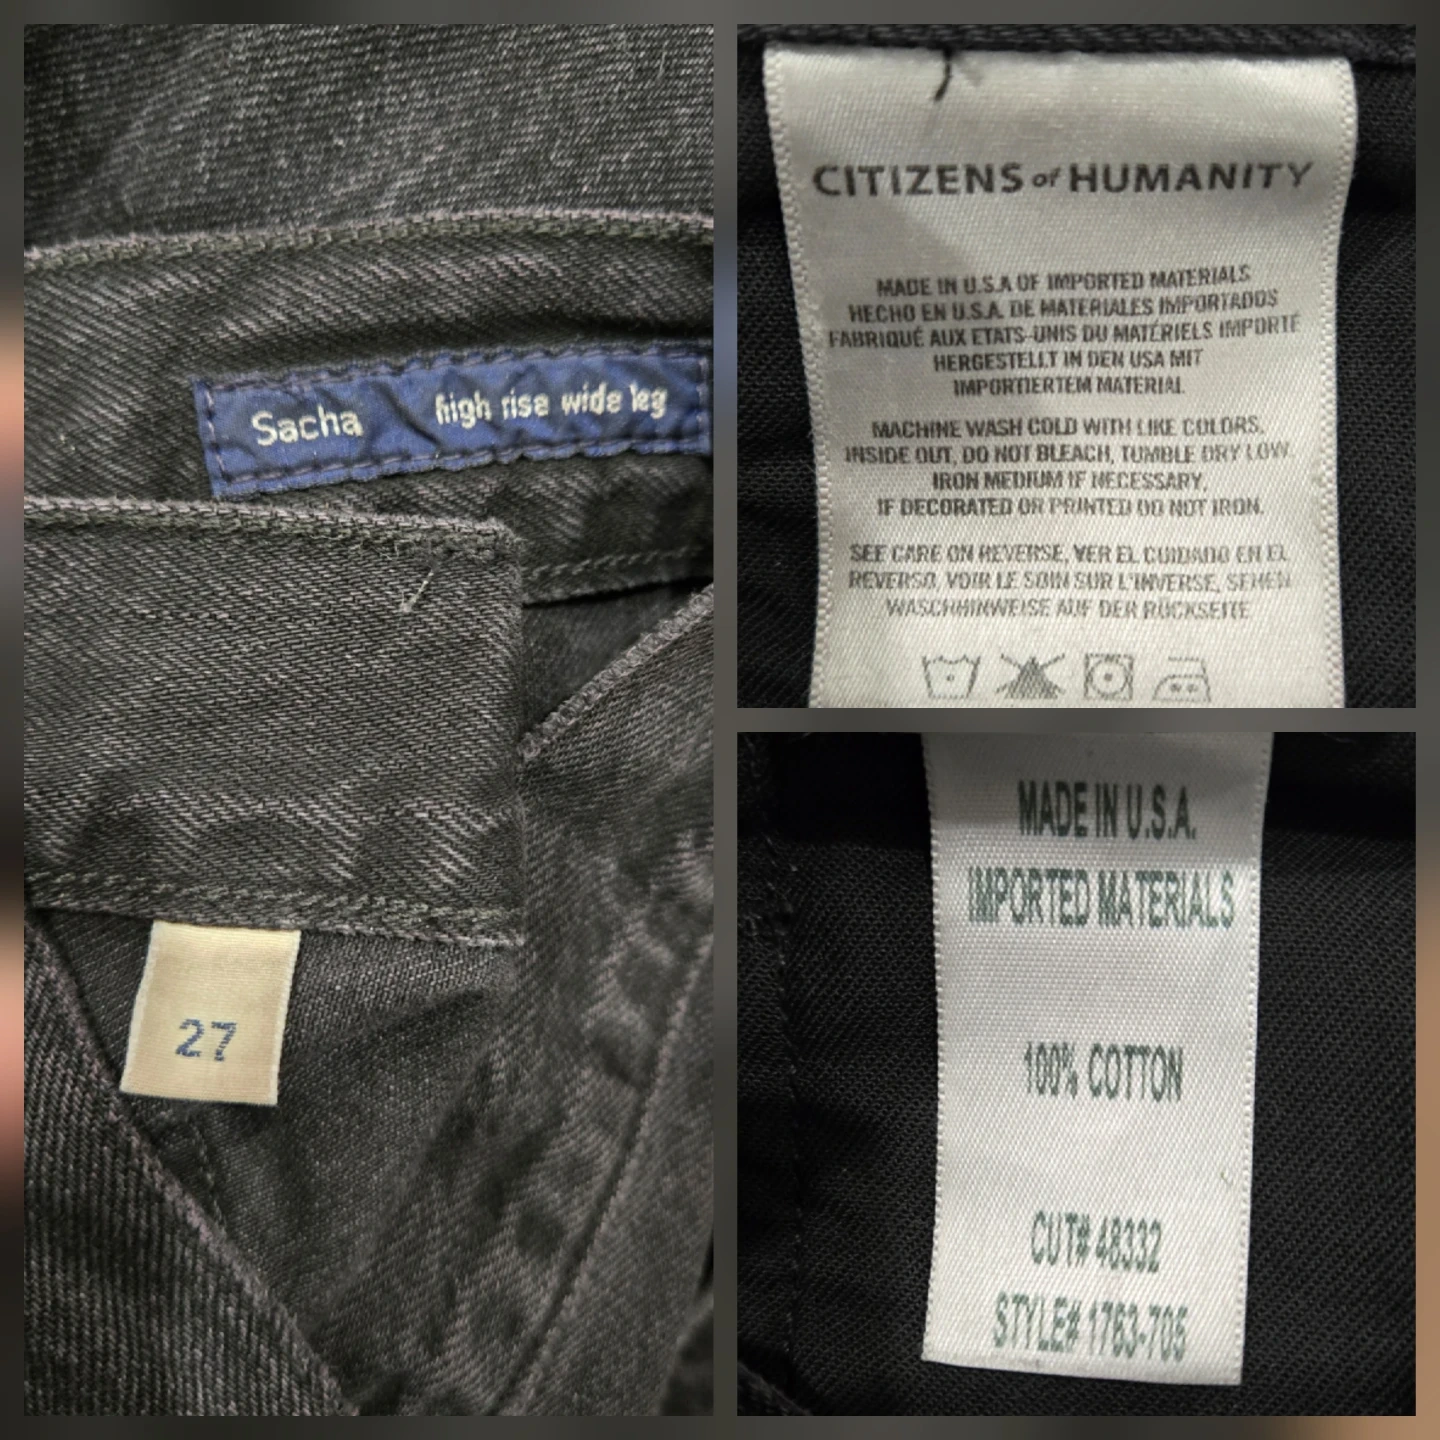 Sacha high rise wide leg
27
CITIZENS of HUMANITY
MADE IN U.S.A OF IMPORTED MATERIALS
HECHO EN U.S.A. DE MATERIALES IMPORTADOS
FABRIQUÉ AUX ETATS-UNIS DU MATÉRIELS IMPORTÉ
HERGESTELLT IN DEN USA MIT
IMPORTIERTEM MATERIAL
MACHINE WASH COLD WITH LIKE COLORS,
INSIDE OUT, DO NOT BLEACH, TUMBLE DRY LOW.
IRON MEDIUM IF NECESSARY.
IF DECORATED OR PRINTED DO NOT IRON.
SEE CARE ON REVERSE, VER EL CUIDADO EN EL
REVERSO, VOIR LE SOIN SUR L'INVERSE, SEHEN
WASCHHINWEISE AUF DER RÜCKSEITE
MADE IN U.S.A.
IMPORTED MATERIALS
100% COTTON
CUT# 48332
STYLE# 1763-705